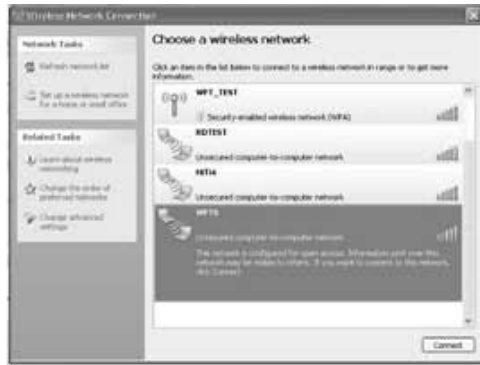 Wireless Network Connection
Network Tasks
Refresh network list
Set up a wireless network
for a home or small office
Related Tasks
Learn about wireless
networking
Change the order of
preferred networks
Change advanced
settings
Choose a wireless network
Click an item in the list below to connect to a wireless network in range or to get more
information.
WFT_TEST
Security-enabled wireless network (WPA)
RDTEST
Unsecured computer-to-computer network
Unsecured computer-to-computer network
Unsecured computer-to-computer network
This network is configured for open access. Information sent over this
network may be visible to others. If you want to connect to this network,
click Connect.
Connect